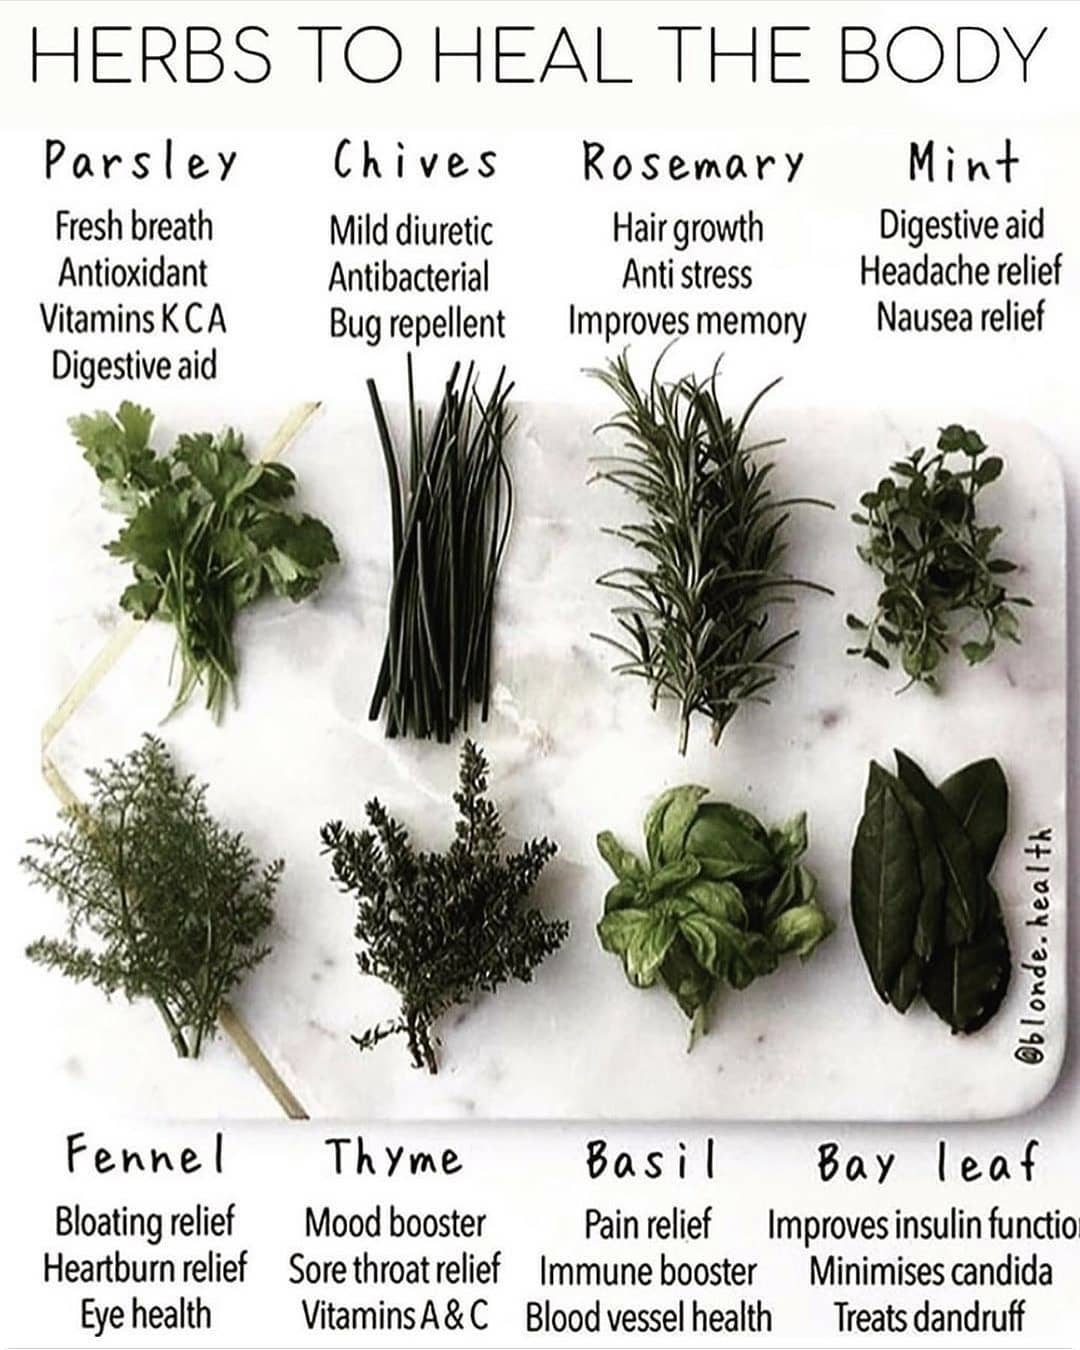 HERBS TO HEAL THE BODY
Parsley
Fresh breath
Antioxidant
Vitamins K C A
Digestive aid
Chives
Mild diuretic
Antibacterial
Bug repellent
Rosemary
Hair growth
Anti stress
Improves memory
Mint
Digestive aid
Headache relief
Nausea relief
@blonde.health
Fennel
Bloating relief
Heartburn relief
Eye health
Thyme
Mood booster
Sore throat relief
Vitamins A & C
Basil
Pain relief
Immune booster
Blood vessel health
Bay leaf
Improves insulin functio
Minimises candida
Treats dandruff